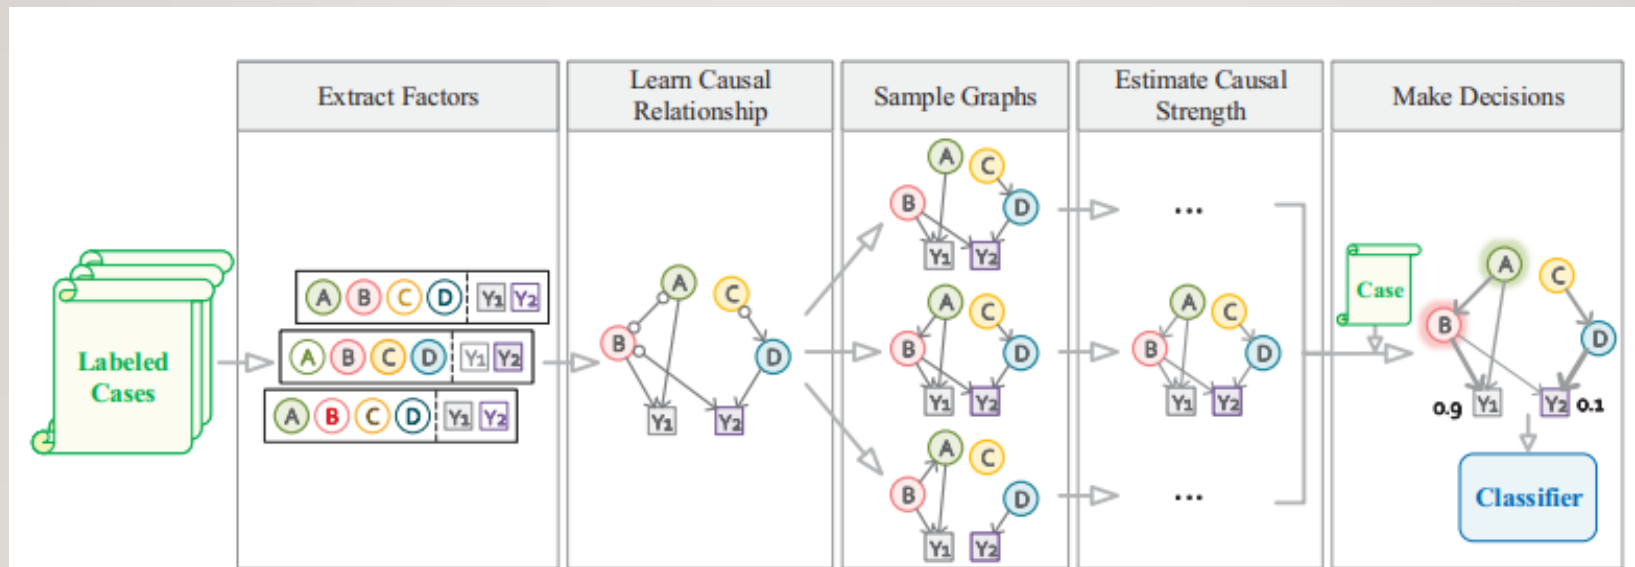 Extract Factors
Learn Causal
Relationship
Sample Graphs
Estimate Causal
Strength
Make Decisions
Labeled
Cases
A B C D Y1 Y2
A B C D Y1 Y2
A B C D Y1 Y2
A C
B D
Y1 Y2
A C
B D
Y1 Y2
A C
B D
Y1 Y2
A C
B D
Y1 Y2
...
A C
B D
Y1 Y2
...
Case
A C
B D
0.9 Y1 Y2 0.1
Classifier